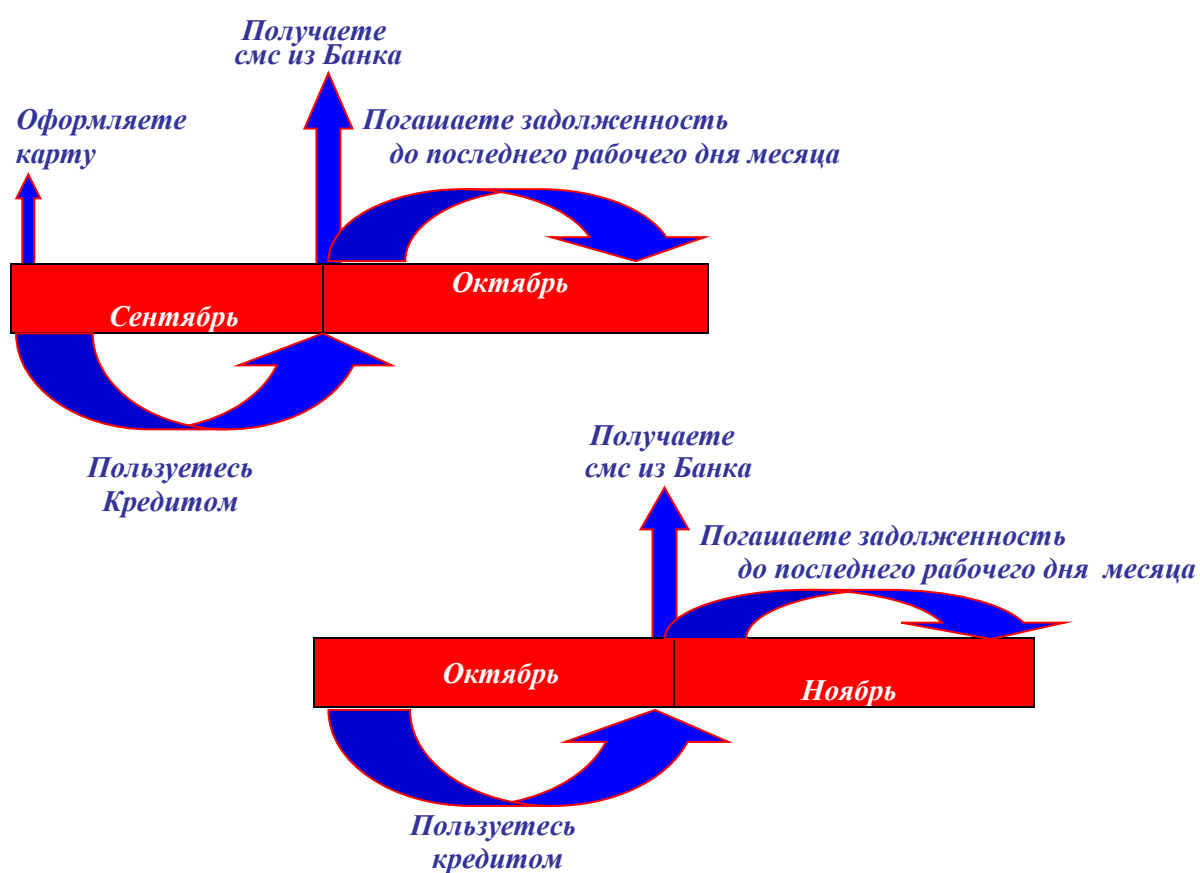 Получаете
смс из Банка
Оформляете
карту
Погашаете задолженность
до последнего рабочего дня месяца
Октябрь
Сентябрь
Пользуетесь
Кредитом
Получаете
смс из Банка
Погашаете задолженность
до последнего рабочего дня месяца
Октябрь
Ноябрь
Пользуетесь
кредитом